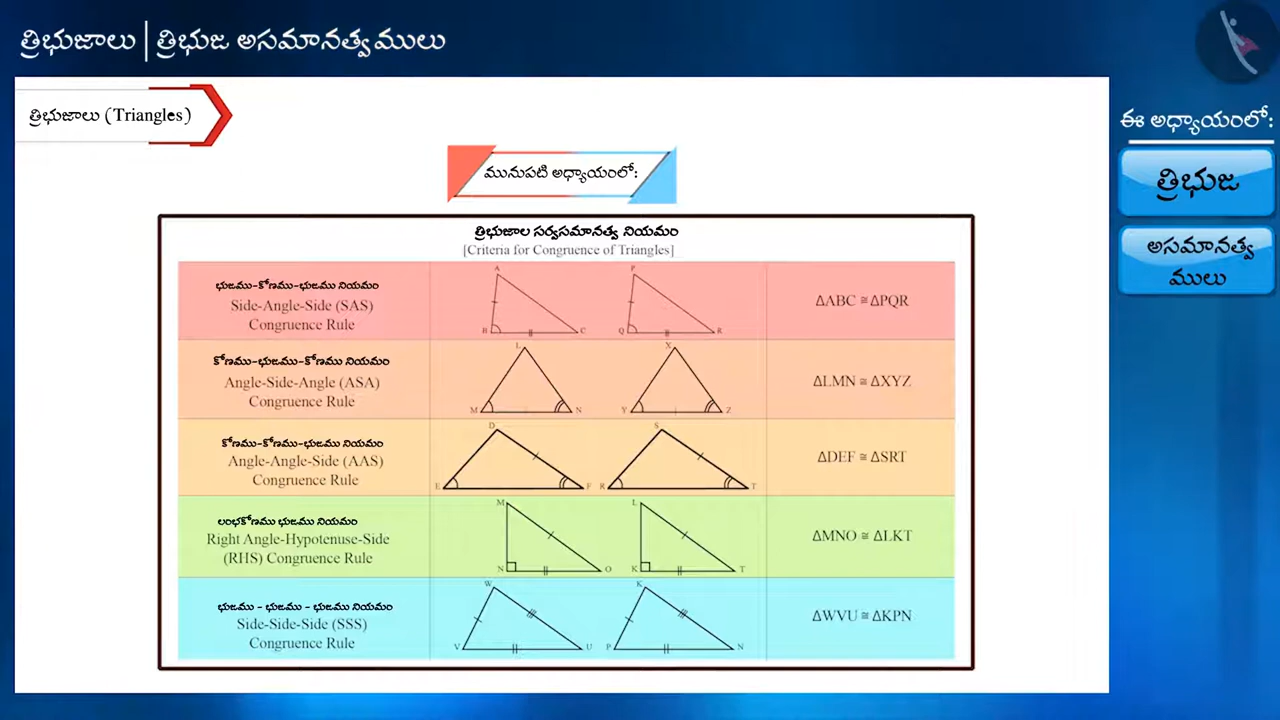 త్రిభుజాలు | త్రిభుజ అసమానత్వములు
త్రిభుజాలు (Triangles)
మునుపటి అధ్యాయంలో:
ఈ అధ్యాయంలో:
త్రిభుజ
అసమానత్వ
ములు
త్రిభుజాల సర్వసమానత్వ నియమం
[Criteria for Congruence of Triangles]
భుజము-కోణము-భుజము నియమం
Side-Angle-Side (SAS)
Congruence Rule
A
B
C
P
Q
R
ΔABC ≅ ΔPQR
కోణము-భుజము-కోణము నియమం
Angle-Side-Angle (ASA)
Congruence Rule
L
M
N
X
Y
Z
ΔLMN ≅ ΔXYZ
కోణము-కోణము-భుజము నియమం
Angle-Angle-Side (AAS)
Congruence Rule
D
E
F
S
R
T
ΔDEF ≅ ΔSRT
లంభకోణము భుజము నియమం
Right Angle-Hypotenuse-Side
(RHS) Congruence Rule
M
N
O
L
K
T
ΔMNO ≅ ΔLKT
భుజము - భుజము - భుజము నియమం
Side-Side-Side (SSS)
Congruence Rule
W
V
U
K
P
N
ΔWVU ≅ ΔKPN